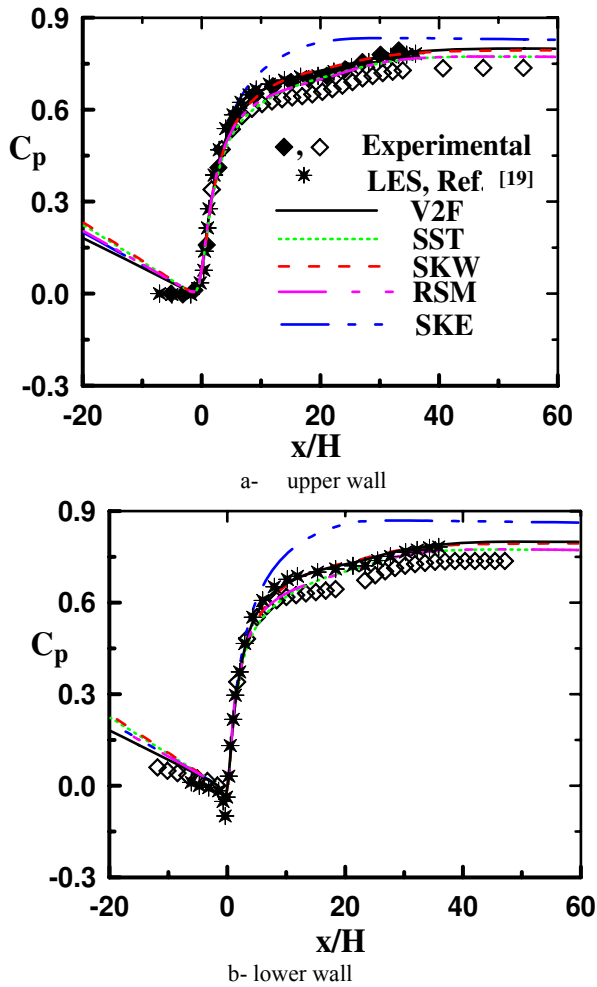 0.9
0.6
Cp
0.3
0.0
-0.3
◆, ◇ Experimental
✳ LES, Ref. [19]
V2F
SST
SKW
RSM
SKE
-20 0 20 40 60
x/H
a- upper wall
0.9
0.6
Cp
0.3
0.0
-0.3
-20 0 20 40 60
x/H
b- lower wall